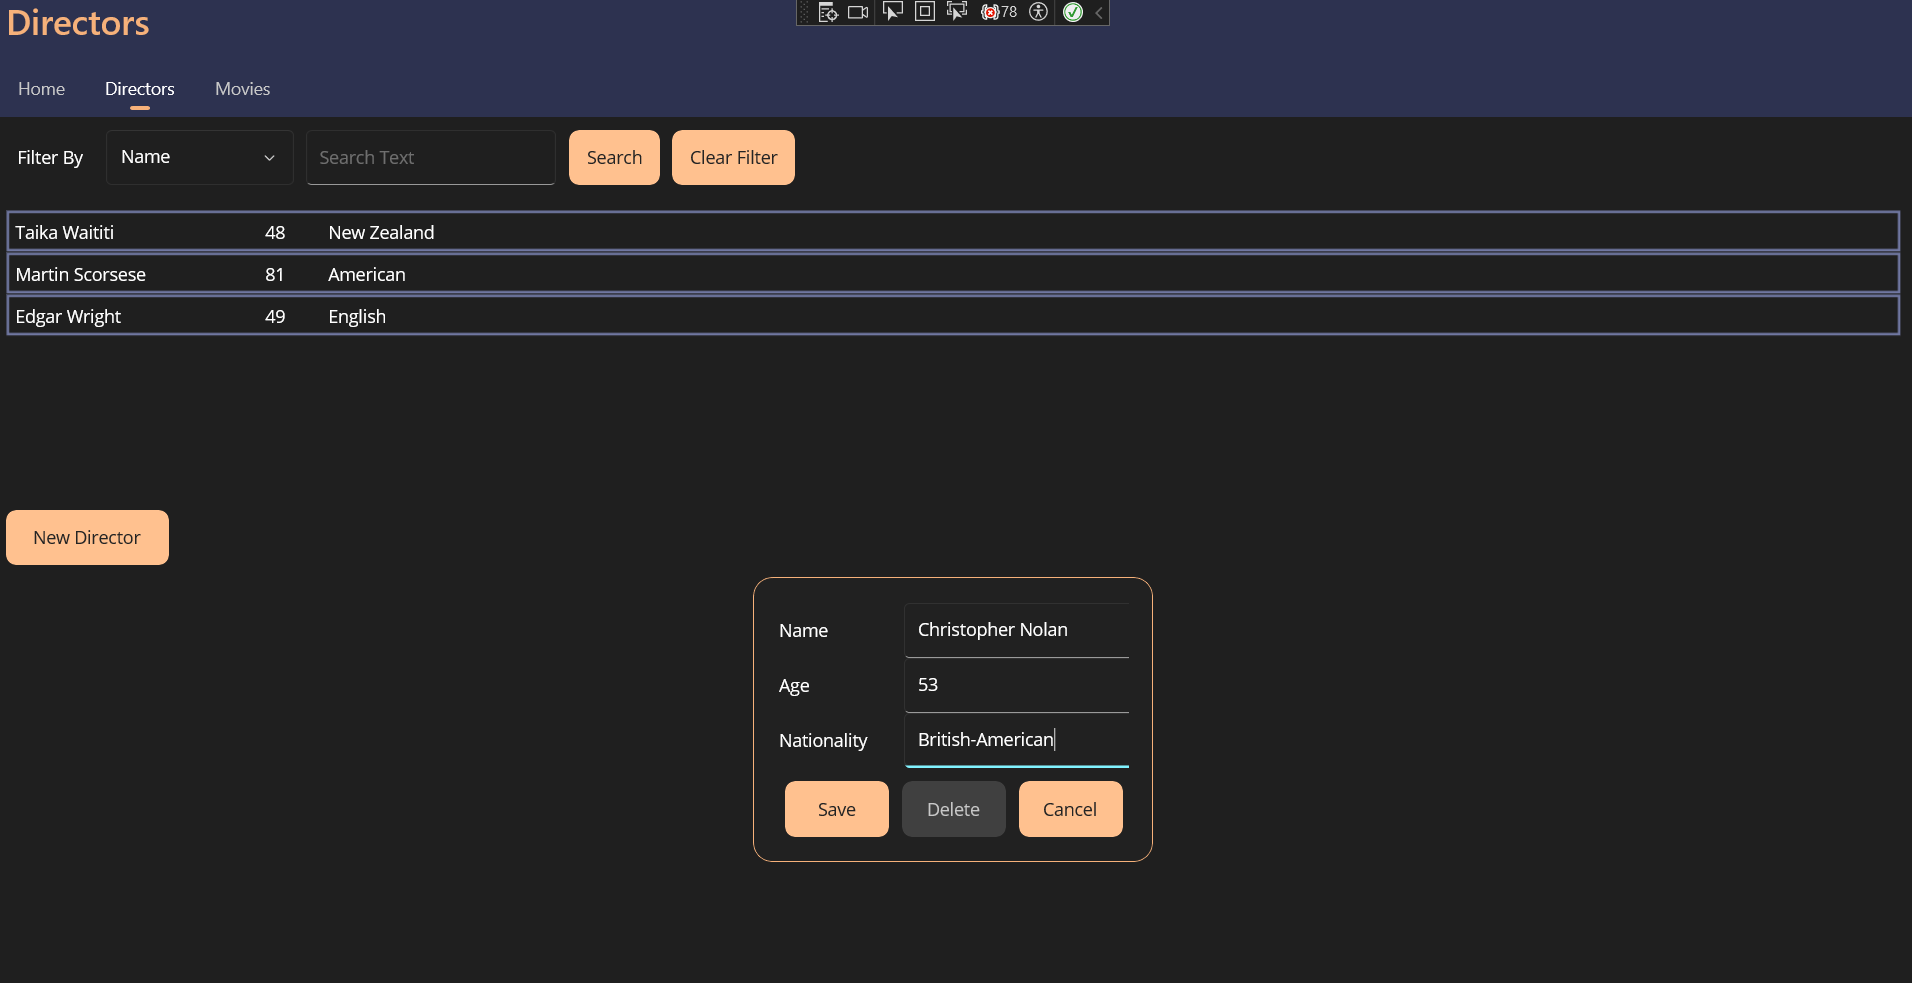 Directors
78
Home Directors Movies
Filter By Name Search Text Search Clear Filter
Taika Waititi 48 New Zealand
Martin Scorsese 81 American
Edgar Wright 49 English
New Director
Name Christopher Nolan
Age 53
Nationality British-American
Save Delete Cancel